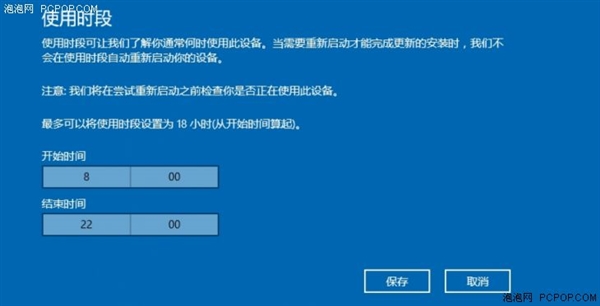 泡泡网 PCPOP.COM
使用时段
使用时段可让我们了解你通常何时使用此设备。当需要重新启动才能完成更新的安装时，我们不
会在使用时段自动重新启动你的设备。
注意: 我们将在尝试重新启动之前检查你是否正在使用此设备。
最多可以将使用时段设置为 18 小时(从开始时间算起)。
开始时间
8 00
结束时间
22 00
保存 取消
泡泡网 PCPOP.COM